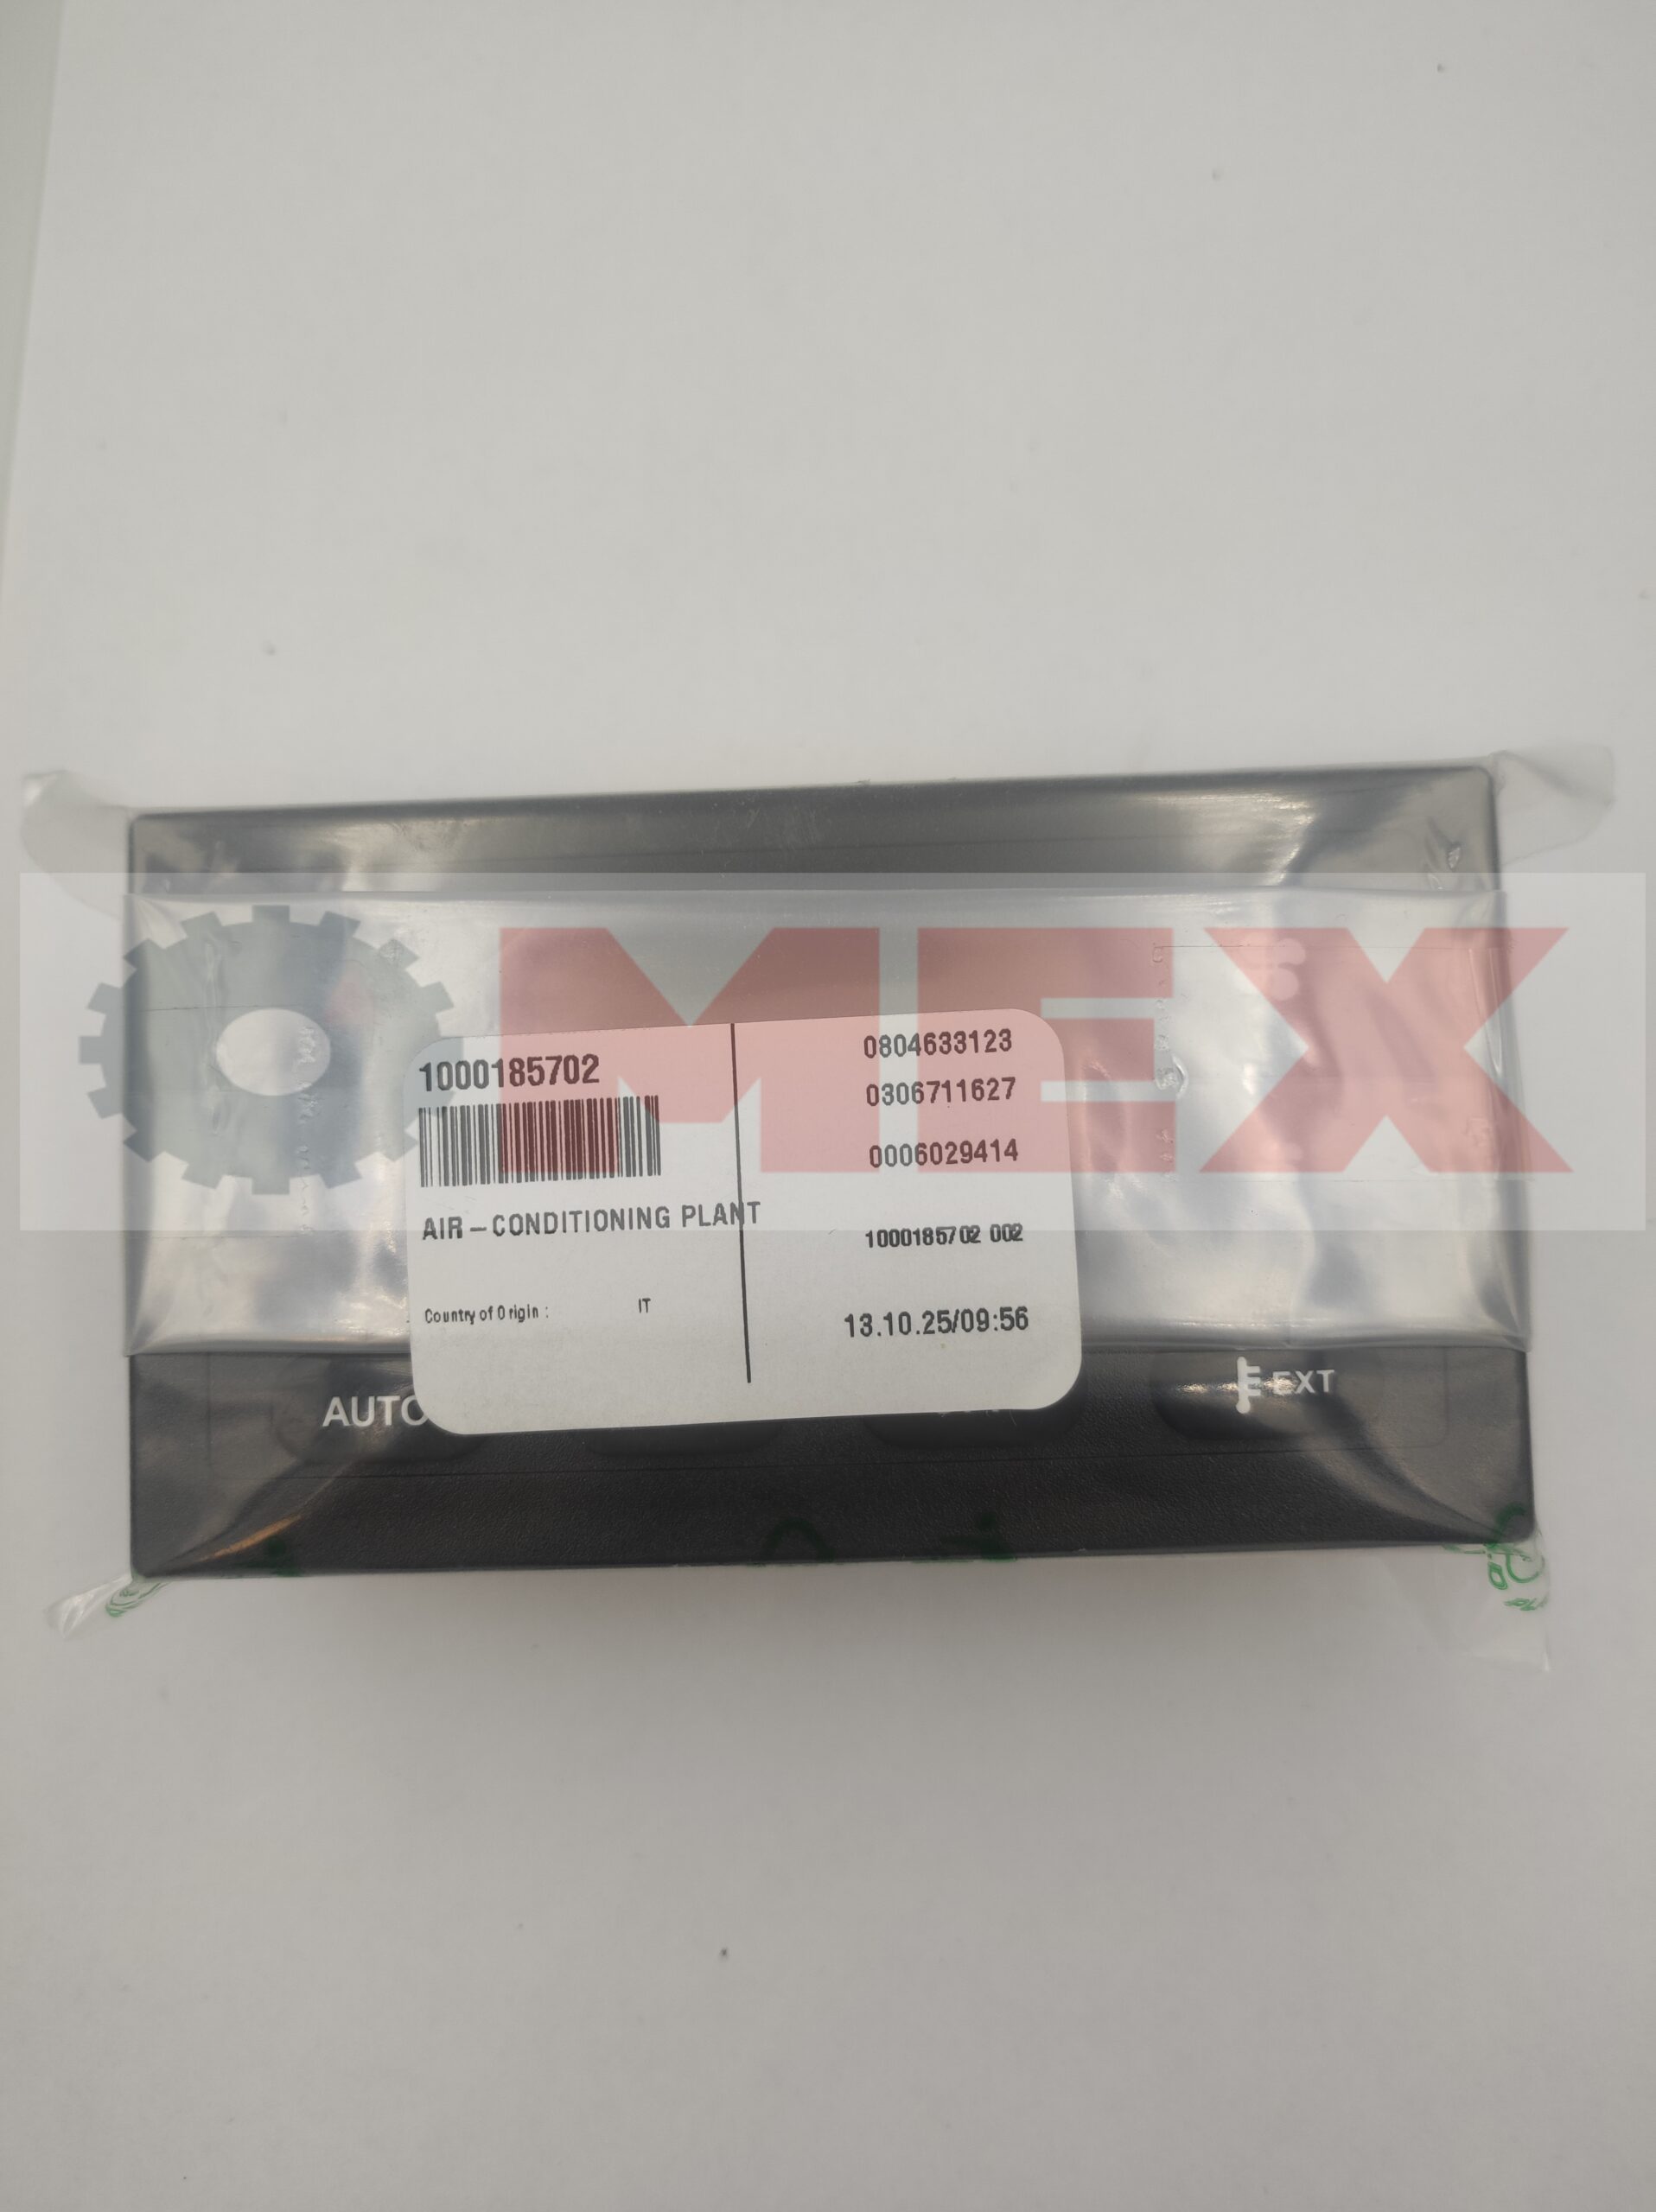 MEX
1000185702
AIR-CONDITIONING PLANT
Country of Origin : IT
0804633123
0306711627
0006029414
1000185702 002
13.10.25/09:56
AUTO
EXT